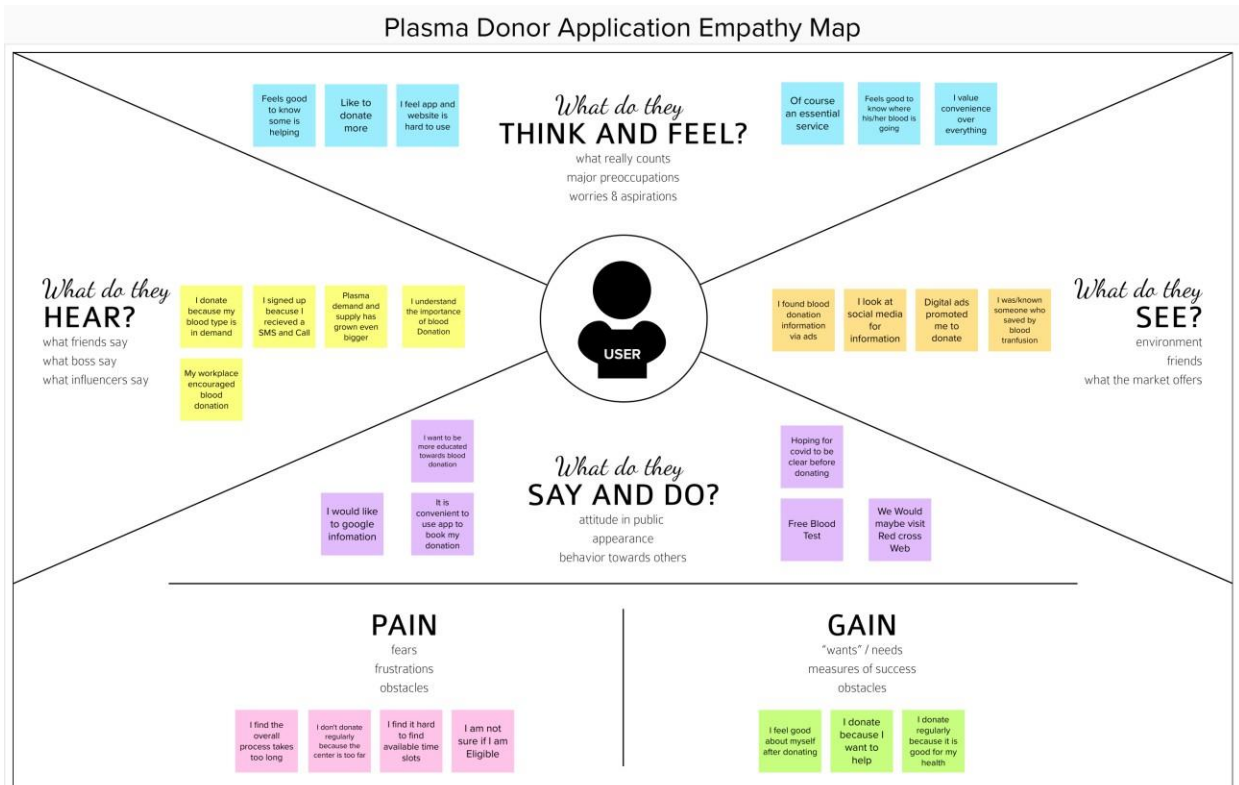 Plasma Donor Application Empathy Map
Feels good
to know
some is
helping
Like to
donate
more
I feel app and
website is
hard to use
What do they
THINK AND FEEL?
what really counts
major preoccupations
worries & aspirations
Of course
an essential
service
Feels good to
know where
his/her blood is
going
I value
convenience
over
everything
What do they
HEAR?
what friends say
what boss say
what influencers say
I donate
because my
blood type is
in demand
I signed up
beacuse I
recieved a
SMS and Call
Plasma
demand and
supply has
grown even
bigger
I understand
the importance
of blood
Donation
My workplace
encouraged
blood
donation
USER
I found blood
donation
information
via ads
I look at
social media
for
information
Digital ads
promoted
me to
donate
I was/known
someone who
saved by
blood
tranfusion
What do they
SEE?
environment
friends
what the market offers
I want to be
more educated
towards blood
donation
I would like
to google
infomation
It is
convenient to
use app to
book my
donation
What do they
SAY AND DO?
attitude in public
appearance
behavior towards others
Hoping for
covid to be
clear before
donating
Free Blood
Test
We Would
maybe visit
Red cross
Web
PAIN
fears
frustrations
obstacles
I find the
overall
process takes
too long
I don't donate
regularly
because the
center is too far
I find it hard
to find
available time
slots
I am not
sure if I am
Eligible
GAIN
"wants" / needs
measures of success
obstacles
I feel good
about myself
after donating
I donate
because I
want to
help
I donate
regularly
because it is
good for my
health